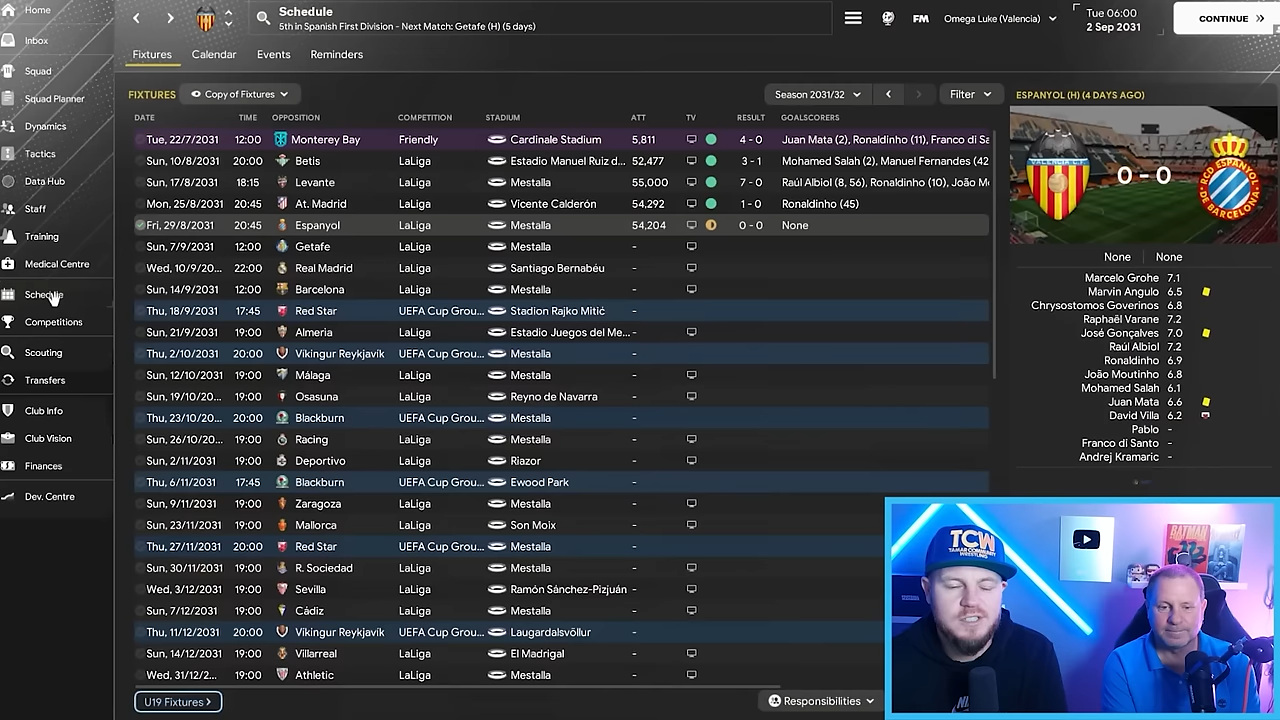 Home
Inbox
Squad
Squad Planner
Dynamics
Tactics
Data Hub
Staff
Training
Medical Centre
Schedule
Competitions
Scouting
Transfers
Club Info
Club Vision
Finances
Dev. Centre
Schedule
5th in Spanish First Division - Next Match: Getafe (H) (5 days)
FM
Omega Luke (Valencia)
Tue 06:00
2 Sep 2031
CONTINUE
Fixtures Calendar Events Reminders
FIXTURES Copy of Fixtures Season 2031/32 Filter
DATE TIME OPPOSITION COMPETITION STADIUM ATT TV RESULT GOALSCORERS
Tue, 22/7/2031 12:00 Monterey Bay Friendly Cardinale Stadium 5,811 4 - 0 Juan Mata (2), Ronaldinho (11), Franco di Sa
Sun, 10/8/2031 20:00 Betis LaLiga Estadio Manuel Ruiz d... 52,477 3 - 1 Mohamed Salah (2), Manuel Fernandes (42
Sun, 17/8/2031 18:15 Levante LaLiga Mestalla 55,000 7 - 0 Raúl Albiol (8, 56), Ronaldinho (10), João M
Mon, 25/8/2031 20:45 At. Madrid LaLiga Vicente Calderón 54,292 1 - 0 Ronaldinho (45)
Fri, 29/8/2031 20:45 Espanyol LaLiga Mestalla 54,204 0 - 0 None
Sun, 7/9/2031 12:00 Getafe LaLiga Mestalla -
Wed, 10/9/20... 22:00 Real Madrid LaLiga Santiago Bernabéu -
Sun, 14/9/2031 12:00 Barcelona LaLiga Mestalla -
Thu, 18/9/2031 17:45 Red Star UEFA Cup Grou... Stadion Rajko Mitić -
Sun, 21/9/2031 19:00 Almeria LaLiga Estadio Juegos del Me... -
Thu, 2/10/2031 20:00 Víkingur Reykjavík UEFA Cup Grou... Mestalla -
Sun, 12/10/2031 19:00 Málaga LaLiga Mestalla -
Sun, 19/10/20... 19:00 Osasuna LaLiga Reyno de Navarra -
Thu, 23/10/20... 20:00 Blackburn UEFA Cup Grou... Mestalla -
Sun, 26/10/20... 19:00 Racing LaLiga Mestalla -
Sun, 2/11/2031 19:00 Deportivo LaLiga Riazor -
Thu, 6/11/2031 17:45 Blackburn UEFA Cup Grou... Ewood Park -
Sun, 9/11/2031 19:00 Zaragoza LaLiga Mestalla -
Sun, 23/11/2031 19:00 Mallorca LaLiga Son Moix -
Thu, 27/11/2031 20:00 Red Star UEFA Cup Grou... Mestalla -
Sun, 30/11/2031 19:00 R. Sociedad LaLiga Mestalla -
Wed, 3/12/2031 19:00 Sevilla LaLiga Ramón Sánchez-Pizjuán -
Sun, 7/12/2031 19:00 Cádiz LaLiga Mestalla -
Thu, 11/12/2031 20:00 Víkingur Reykjavík UEFA Cup Grou... Laugardalsvöllur -
Sun, 14/12/2031 19:00 Villarreal LaLiga El Madrigal -
Wed, 31/12/2... 19:00 Athletic LaLiga Mestalla -
U19 Fixtures
Responsibilities
ESPANYOL (H) (4 DAYS AGO)
VALENCIA C.F.
0 - 0
RCD ESPANYOL DE BARCELONA
None None
Marcelo Grohe 7.1
Marvin Angulo 6.5
Chrysostomos Goverinos 6.8
Raphaël Varane 7.2
José Gonçalves 7.0
Raúl Albiol 7.2
Ronaldinho 6.9
João Moutinho 6.8
Mohamed Salah 6.1
Juan Mata 6.6
David Villa 6.2
Pablo -
Franco di Santo -
Andrej Kramaric -
TCW
TAMAR COMMUNITY
WRESTLING
BATMAN